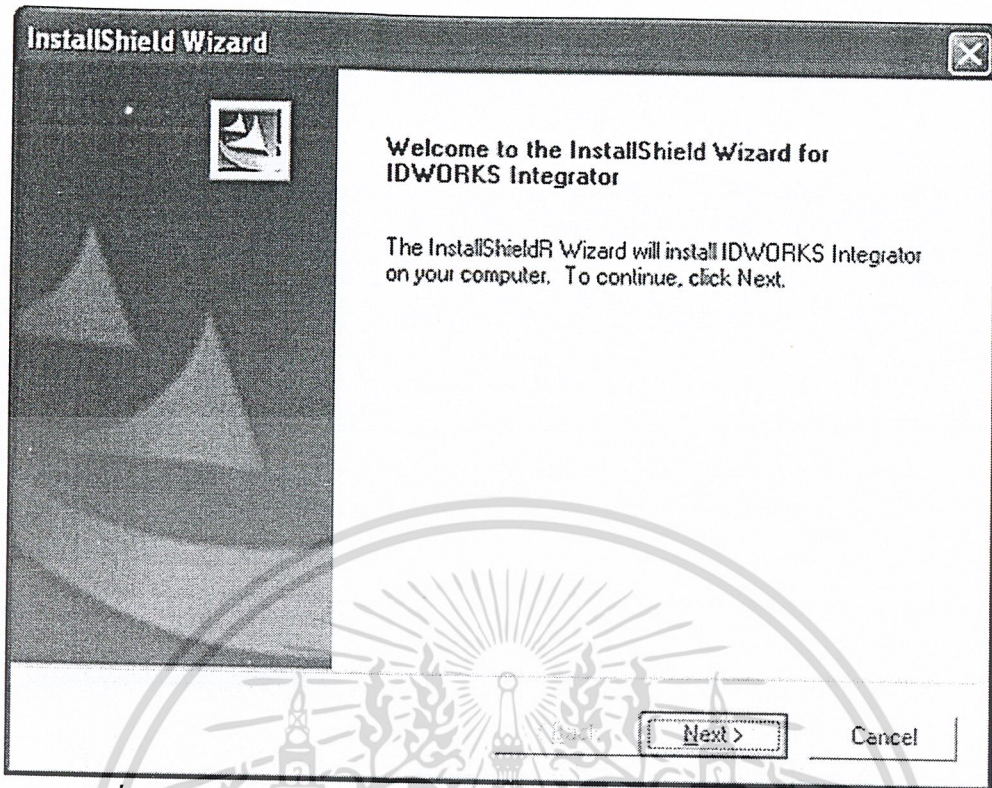 InstallShield Wizard
Welcome to the InstallShield Wizard for
IDWORKS Integrator
The InstallShieldR Wizard will install IDWORKS Integrator
on your computer. To continue, click Next.
< Back
Next >
Cancel